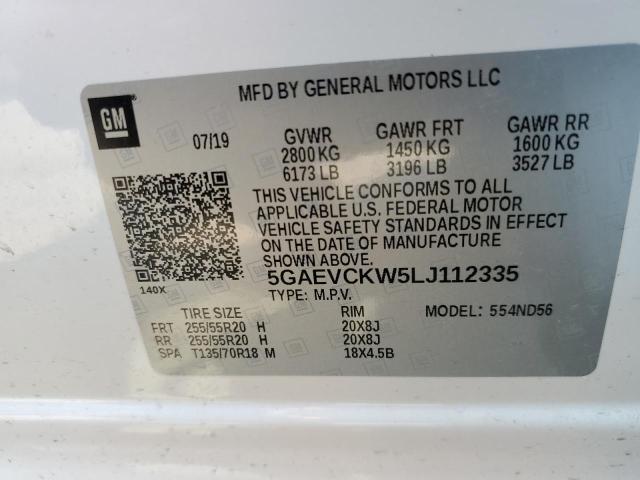 MFD BY GENERAL MOTORS LLC
GM
07/19 GVWR GAWR FRT GAWR RR
2800 KG 1450 KG 1600 KG
6173 LB 3196 LB 3527 LB
THIS VEHICLE CONFORMS TO ALL
APPLICABLE U.S. FEDERAL MOTOR
VEHICLE SAFETY STANDARDS IN EFFECT
ON THE DATE OF MANUFACTURE
SHOWN ABOVE.
5GAEVCKW5LJ112335
140X
TYPE: M.P.V. MODEL: 554ND56
TIRE SIZE RIM
FRT 255/55R20 H 20X8J
RR 255/55R20 H 20X8J
SPA T135/70R18 M 18X4.5B